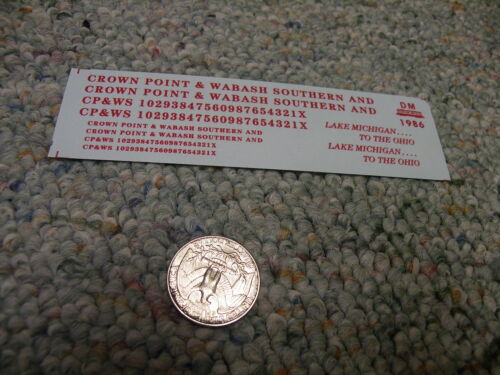 CROWN POINT & WABASH SOUTHERN AND
CROWN POINT & WABASH SOUTHERN AND
CP&WS 10293847560987654321X
CP&WS 10293847560987654321X
CROWN POINT & WABASH SOUTHERN AND
CROWN POINT & WABASH SOUTHERN AND
CP&WS 10293847560987654321X
CP&WS 10293847560987654321X
DM
1986
LAKE MICHIGAN....
TO THE OHIO
LAKE MICHIGAN....
TO THE OHIO